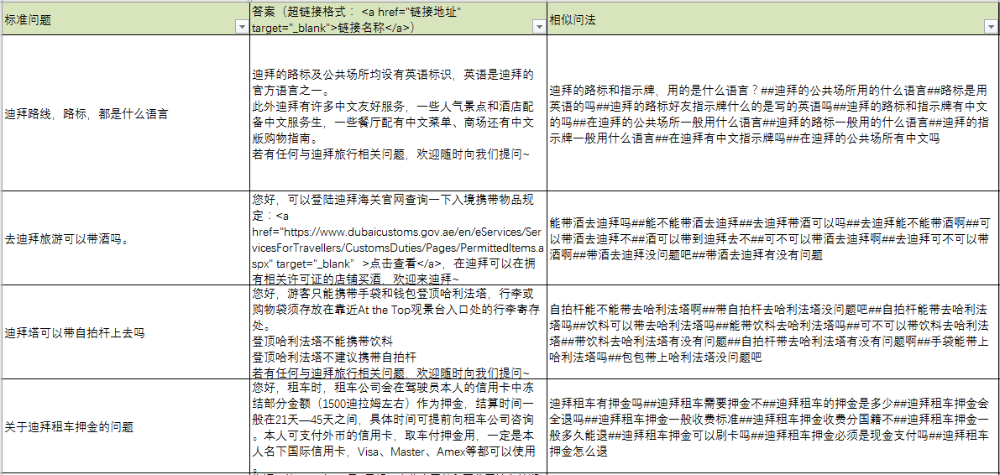 标准问题
答案（超链接格式： <a href="链接地址"
target="_blank">链接名称</a>）
相似问法
迪拜路线，路标，都是什么语言
迪拜的路标及公共场所均设有英语标识，英语是迪拜的
官方语言之一。
此外迪拜有许多中文友好服务，一些人气景点和酒店配
备中文服务生，一些餐厅配有中文菜单、商场还有中文
版购物指南。
若有任何与迪拜旅行相关问题，欢迎随时向我们提问~
迪拜的路标和指示牌，用的是什么语言？##迪拜的公共场所用的什么语言##路标是用
英语的吗##迪拜的路标好友指示牌什么的是写的英语吗##迪拜的路标和指示牌有中文
的吗##在迪拜的公共场所一般用什么语言##迪拜的路标一般用的什么语言##迪拜的指
示牌一般用什么语言##在迪拜有中文指示牌吗##在迪拜的公共场所有中文吗
去迪拜旅游可以带酒吗。
您好，可以登陆迪拜海关官网查询一下入境携带物品规
定：<a
href="https://www.dubaicustoms.gov.ae/en/eServices/Ser
vicesForTravellers/CustomsDuties/Pages/PermittedItems.a
spx" target="_blank" >点击查看</a>，在迪拜可以在拥
有相关许可证的店铺买酒，欢迎来迪拜~
能带酒去迪拜吗##能不能带酒去迪拜##去迪拜带酒可以吗##去迪拜能不能带酒啊##可
以带酒去迪拜不##酒可以带到迪拜去不##可不可以带酒去迪拜啊##去迪拜可不可以带
酒啊##带酒去迪拜没问题吧##带酒去迪拜有没有问题
迪拜塔可以带自拍杆上去吗
您好，游客只能携带手袋和钱包登顶哈利法塔，行李或
购物袋须存放在靠近At the Top观景台入口处的行李寄存
处。
登顶哈利法塔不能携带饮料
登顶哈利法塔不建议携带自拍杆
若有任何与迪拜旅行相关问题，欢迎随时向我们提问~
自拍杆能不能带去哈利法塔啊##带自拍杆去哈利法塔没问题吧##自拍杆能带去哈利法
塔吗##饮料可以带去哈利法塔吗##能带饮料去哈利法塔吗##可不可以带饮料去哈利法
塔##带饮料去哈利法塔有没有问题##自拍杆带去哈利法塔有没有问题啊##手袋能带上
哈利法塔吗##包包带上哈利法塔没问题吧
关于迪拜租车押金的问题
您好，租车时，租车公司会在驾驶员本人的信用卡中冻
结部分金额（1500迪拉姆左右）作为押金，结算时间一
般在21天—45天之间，具体时间可提前向租车公司咨询
。本人可支付外币的信用卡，取车付押金用，一定是本
人名下国际信用卡，Visa、Master、Amex等都可以使用
。
迪拜租车有押金吗##迪拜租车需要押金不##迪拜租车的押金是多少##迪拜租车押金会
全退吗##迪拜租车押金一般收费标准##迪拜租车押金收费分国籍不##迪拜租车押金一
般多久能退##迪拜租车押金可以刷卡吗##迪拜租车押金必须是现金支付吗##迪拜租车
押金怎么退